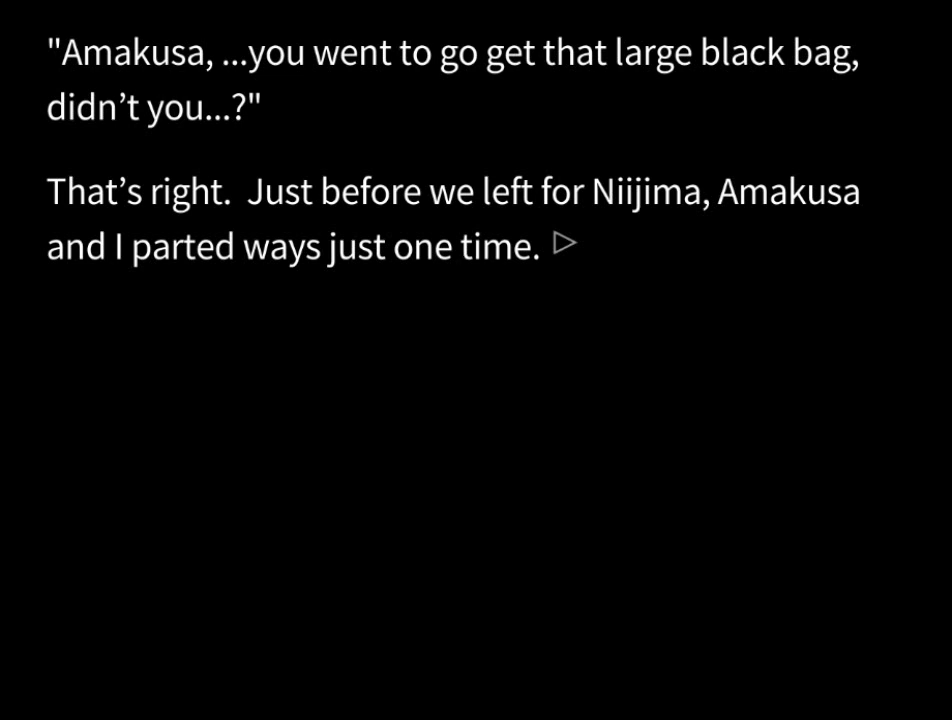 "Amakusa, ...you went to go get that large black bag,
didn’t you...?"
That’s right.  Just before we left for Niijima, Amakusa
and I parted ways just one time.